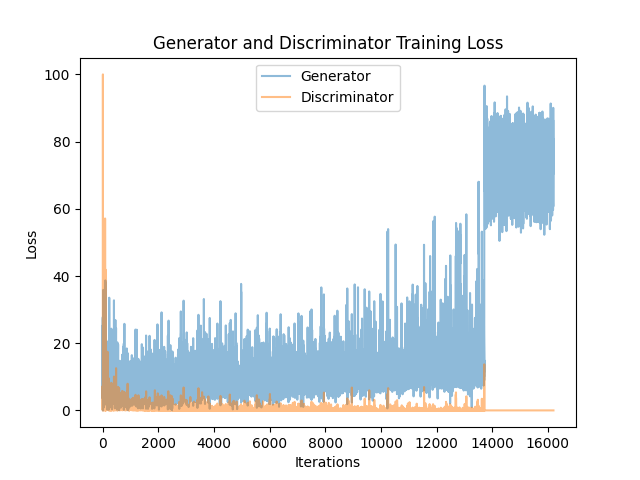 Generator and Discriminator Training Loss
Generator
Discriminator
100
80
60
40
20
0
Loss
0 2000 4000 6000 8000 10000 12000 14000 16000
Iterations